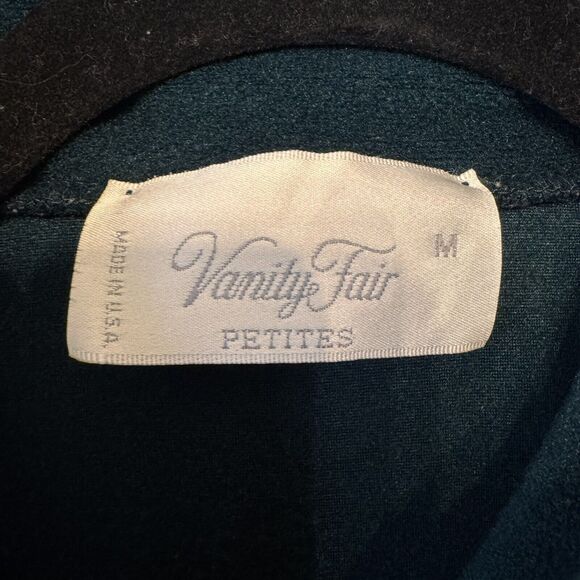 Vanity Fair
PETITES
M
MADE IN U.S.A.